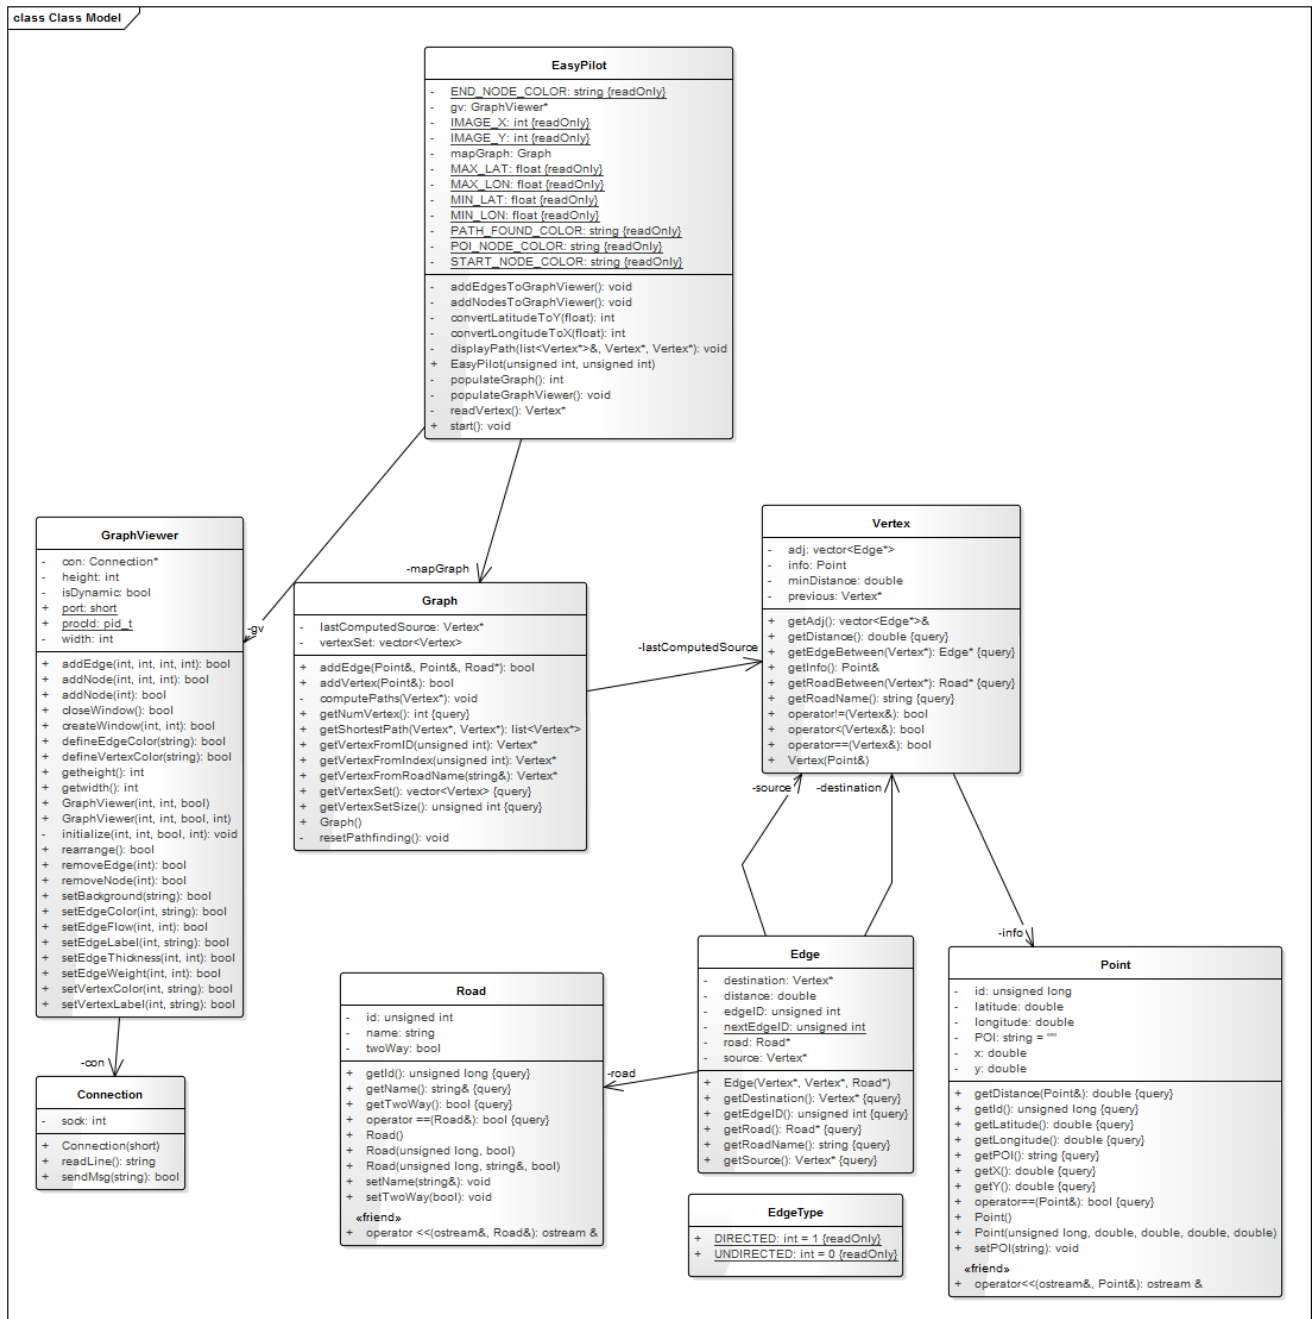 class Class Model
EasyPilot
- END_NODE_COLOR: string {readOnly}
- gv: GraphViewer*
- IMAGE_X: int {readOnly}
- IMAGE_Y: int {readOnly}
- mapGraph: Graph
- MAX_LAT: float {readOnly}
- MAX_LON: float {readOnly}
- MIN_LAT: float {readOnly}
- MIN_LON: float {readOnly}
- PATH_FOUND_COLOR: string {readOnly}
- POI_NODE_COLOR: string {readOnly}
- START_NODE_COLOR: string {readOnly}
- addEdgesToGraphViewer(): void
- addNodesToGraphViewer(): void
- convertLatitudeToY(float): int
- convertLongitudeToX(float): int
- displayPath(list<Vertex*>&, Vertex*, Vertex*): void
+ EasyPilot(unsigned int, unsigned int)
- populateGraph(): int
- populateGraphViewer(): void
- readVertex(): Vertex*
+ start(): void
-gv
-mapGraph
GraphViewer
- con: Connection*
- height: int
- isDynamic: bool
+ port: short
+ procId: pid_t
- width: int
+ addEdge(int, int, int, int): bool
+ addNode(int, int, int): bool
+ addNode(int): bool
+ closeWindow(): bool
+ createWindow(int, int): bool
+ defineEdgeColor(string): bool
+ defineVertexColor(string): bool
+ getheight(): int
+ getwidth(): int
+ GraphViewer(int, int, bool)
+ GraphViewer(int, int, bool, int)
- initialize(int, int, bool, int): void
+ rearrange(): bool
+ removeEdge(int): bool
+ removeNode(int): bool
+ setBackground(string): bool
+ setEdgeColor(int, string): bool
+ setEdgeFlow(int, int): bool
+ setEdgeLabel(int, string): bool
+ setEdgeThickness(int, int): bool
+ setEdgeWeight(int, int): bool
+ setVertexColor(int, string): bool
+ setVertexLabel(int, string): bool
-con
Graph
- lastComputedSource: Vertex*
- vertexSet: vector<Vertex>
+ addEdge(Point&, Point&, Road*): bool
+ addVertex(Point&): bool
- computePaths(Vertex*): void
+ getNumVertex(): int {query}
+ getShortestPath(Vertex*, Vertex*): list<Vertex*>
+ getVertexFromID(unsigned int): Vertex*
+ getVertexFromIndex(unsigned int): Vertex*
+ getVertexFromRoadName(string&): Vertex*
+ getVertexSet(): vector<Vertex> {query}
+ getVertexSetSize(): unsigned int {query}
+ Graph()
- resetPathfinding(): void
-lastComputedSource
Vertex
- adj: vector<Edge*>
- info: Point
- minDistance: double
- previous: Vertex*
+ getAdj(): vector<Edge*>&
+ getDistance(): double {query}
+ getEdgeBetween(Vertex*): Edge* {query}
+ getInfo(): Point&
+ getRoadBetween(Vertex*): Road* {query}
+ getRoadName(): string {query}
+ operator!=(Vertex&): bool
+ operator<(Vertex&): bool
+ operator==(Vertex&): bool
+ Vertex(Point&)
-source
-destination
-info
Connection
- sock: int
+ Connection(short)
+ readLine(): string
+ sendMsg(string): bool
Road
- id: unsigned int
- name: string
- twoWay: bool
+ getId(): unsigned long {query}
+ getName(): string& {query}
+ getTwoWay(): bool {query}
+ operator ==(Road&): bool {query}
+ Road()
+ Road(unsigned long, bool)
+ Road(unsigned long, string&, bool)
+ setName(string&): void
+ setTwoWay(bool): void
«friend»
+ operator <<(ostream&, Road&): ostream &
-road
Edge
- destination: Vertex*
- distance: double
- edgeID: unsigned int
- nextEdgeID: unsigned int
- road: Road*
- source: Vertex*
+ Edge(Vertex*, Vertex*, Road*)
+ getDestination(): Vertex* {query}
+ getEdgeID(): unsigned int {query}
+ getRoad(): Road* {query}
+ getRoadName(): string {query}
+ getSource(): Vertex* {query}
EdgeType
+ DIRECTED: int = 1 {readOnly}
+ UNDIRECTED: int = 0 {readOnly}
Point
- id: unsigned long
- latitude: double
- longitude: double
- POI: string = ""
- x: double
- y: double
+ getDistance(Point&): double {query}
+ getId(): unsigned long {query}
+ getLatitude(): double {query}
+ getLongitude(): double {query}
+ getPOI(): string {query}
+ getX(): double {query}
+ getY(): double {query}
+ operator==(Point&): bool {query}
+ Point()
+ Point(unsigned long, double, double, double, double)
+ setPOI(string): void
«friend»
+ operator<<(ostream&, Point&): ostream &